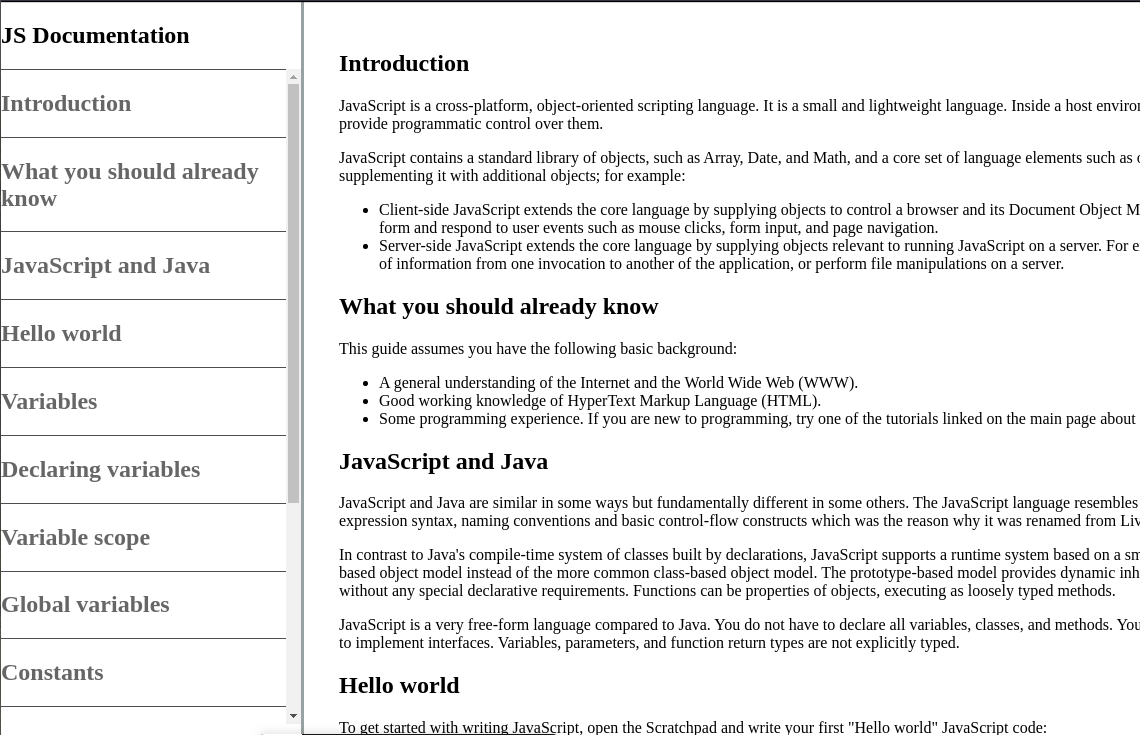 JS Documentation
Introduction
What you should already
know
JavaScript and Java
Hello world
Variables
Declaring variables
Variable scope
Global variables
Constants
Introduction
JavaScript is a cross-platform, object-oriented scripting language. It is a small and lightweight language. Inside a host
provide programmatic control over them.
JavaScript contains a standard library of objects, such as Array, Date, and Math, and a core set of language elements such as
supplementing it with additional objects; for example:
• Client-side JavaScript extends the core language by supplying objects to control a browser and its Document Object
form and respond to user events such as mouse clicks, form input, and page navigation.
• Server-side JavaScript extends the core language by supplying objects relevant to running JavaScript on a server. For
of information from one invocation to another of the application, or perform file manipulations on a server.
What you should already know
This guide assumes you have the following basic background:
• A general understanding of the Internet and the World Wide Web (WWW).
• Good working knowledge of HyperText Markup Language (HTML).
• Some programming experience. If you are new to programming, try one of the tutorials linked on the main page about
JavaScript and Java
JavaScript and Java are similar in some ways but fundamentally different in some others. The JavaScript language resembles
expression syntax, naming conventions and basic control-flow constructs which was the reason why it was renamed from
In contrast to Java's compile-time system of classes built by declarations, JavaScript supports a runtime system based on a
based object model instead of the more common class-based object model. The prototype-based model provides dynamic
without any special declarative requirements. Functions can be properties of objects, executing as loosely typed methods.
JavaScript is a very free-form language compared to Java. You do not have to declare all variables, classes, and methods. You
to implement interfaces. Variables, parameters, and function return types are not explicitly typed.
Hello world
To get started with writing JavaScript, open the Scratchpad and write your first "Hello world" JavaScript code: